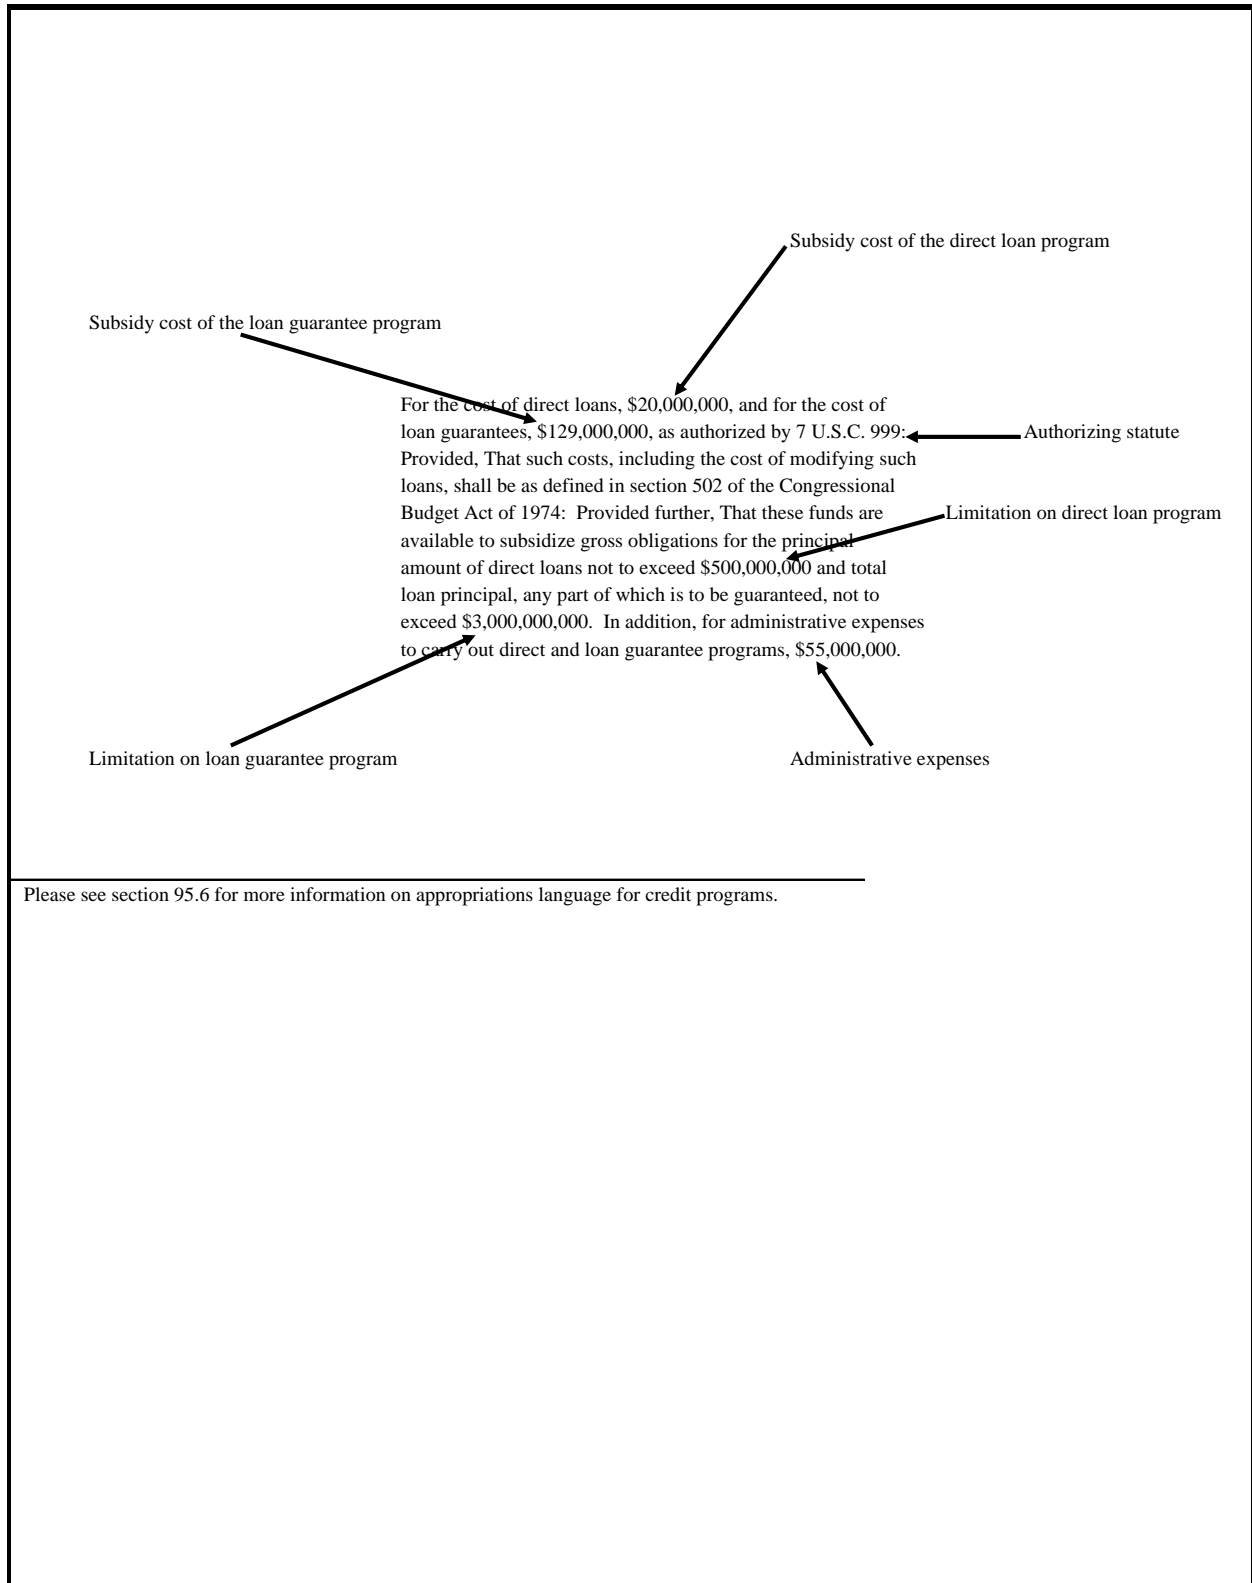 Subsidy cost of the direct loan program
Subsidy cost of the loan guarantee program
For the cost of direct loans, $20,000,000, and for the cost of
loan guarantees, $129,000,000, as authorized by 7 U.S.C. 999:
Authorizing statute
Provided, That such costs, including the cost of modifying such
loans, shall be as defined in section 502 of the Congressional
Budget Act of 1974:  Provided further, That these funds are
Limitation on direct loan program
available to subsidize gross obligations for the principal
amount of direct loans not to exceed $500,000,000 and total
loan principal, any part of which is to be guaranteed, not to
exceed $3,000,000,000.  In addition, for administrative expenses
to carry out direct and loan guarantee programs, $55,000,000.
Limitation on loan guarantee program
Administrative expenses
Please see section 95.6 for more information on appropriations language for credit programs.